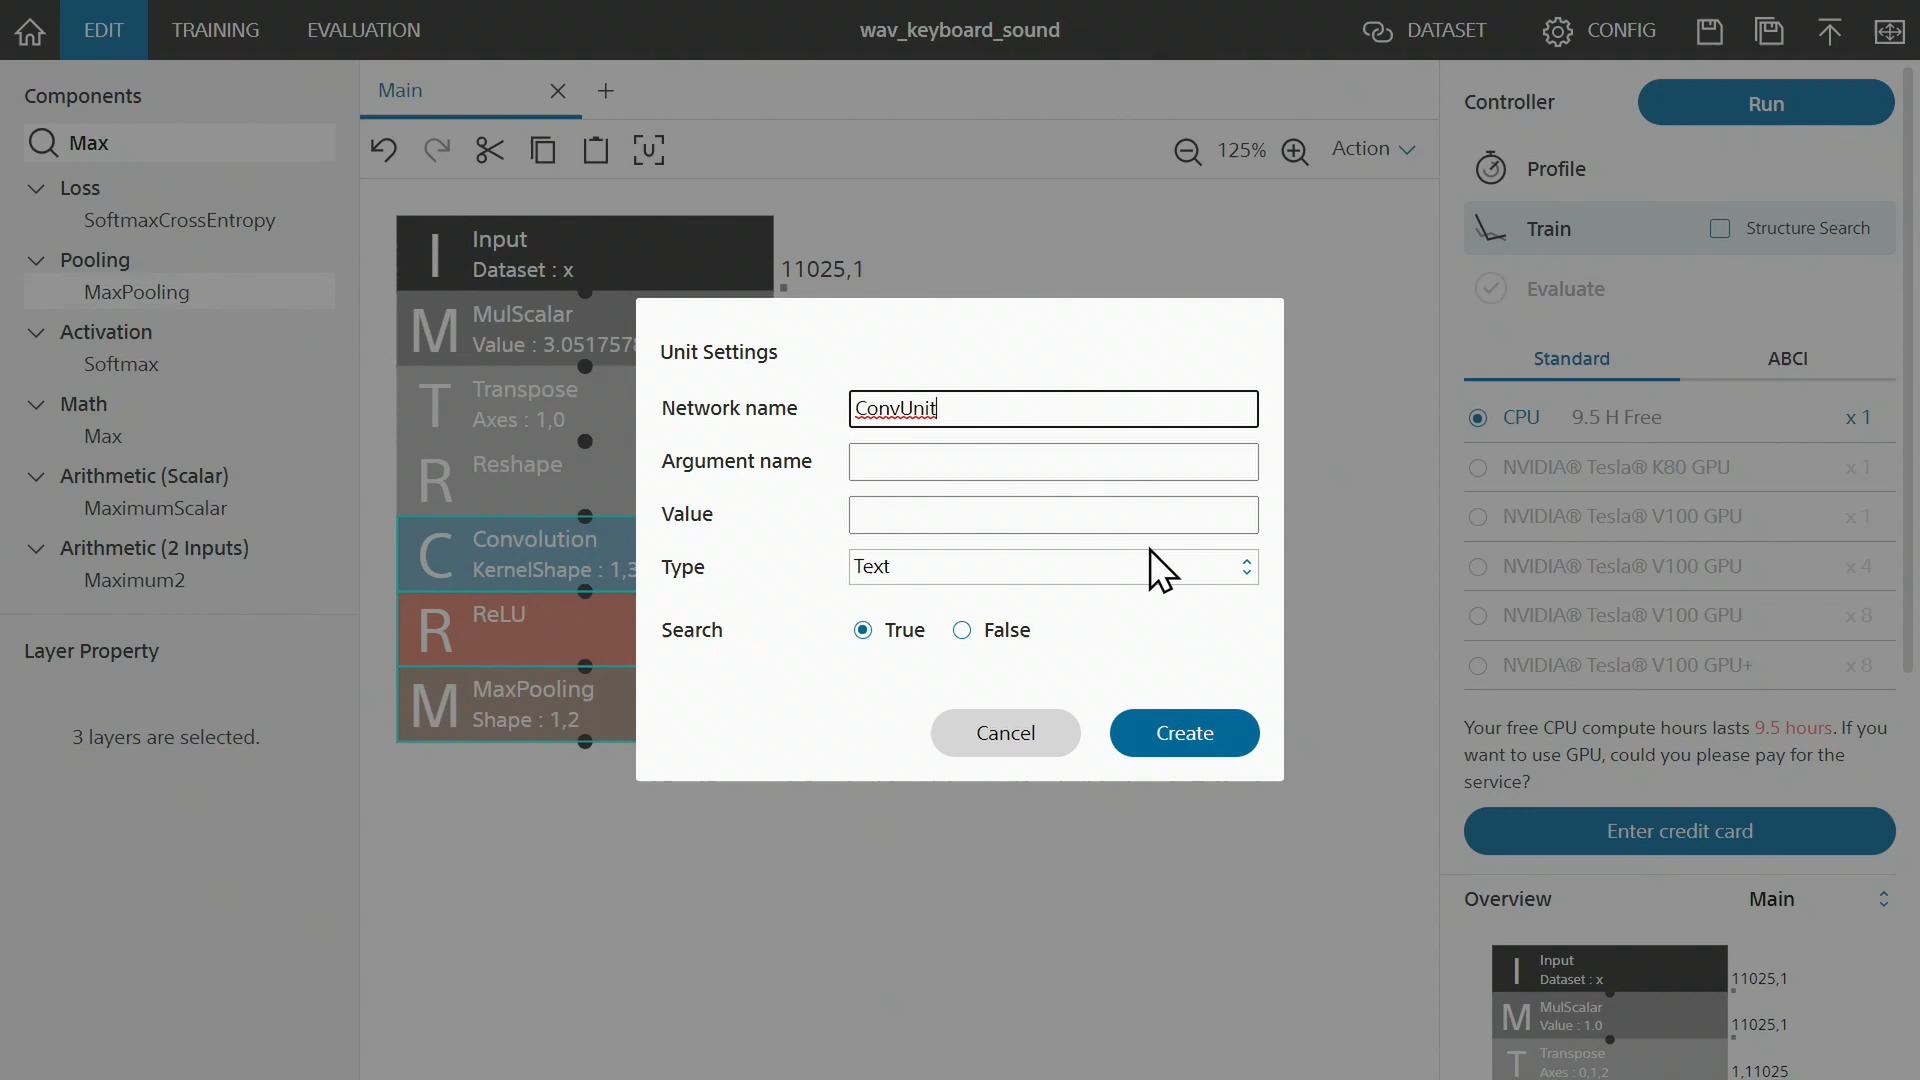 EDIT
TRAINING
EVALUATION
wav_keyboard_sound
DATASET
CONFIG
Components
Max
Loss
SoftmaxCrossEntropy
Pooling
MaxPooling
Activation
Softmax
Math
Max
Arithmetic (Scalar)
MaximumScalar
Arithmetic (2 Inputs)
Maximum2
Layer Property
3 layers are selected.
Main
125%
Action
I
Input
Dataset : x
11025,1
M
MulScalar
Value : 3.0517578
T
Transpose
Axes : 1,0
R
Reshape
C
Convolution
KernelShape : 1,3
R
ReLU
M
MaxPooling
Shape : 1,2
Unit Settings
Network name
ConvUnit
Argument name
Value
Type
Text
Search
True
False
Cancel
Create
Controller
Run
Profile
Train
Structure Search
Evaluate
Standard
ABCI
CPU 9.5 H Free x 1
NVIDIA® Tesla® K80 GPU x 1
NVIDIA® Tesla® V100 GPU x 1
NVIDIA® Tesla® V100 GPU x 4
NVIDIA® Tesla® V100 GPU x 8
NVIDIA® Tesla® V100 GPU+ x 8
Your free CPU compute hours lasts 9.5 hours. If you
want to use GPU, could you please pay for the
service?
Enter credit card
Overview
Main
I
Input
Dataset : x
11025,1
M
MulScalar
Value : 1.0
11025,1
T
Transpose
Axes : 0,1,2
1,11025